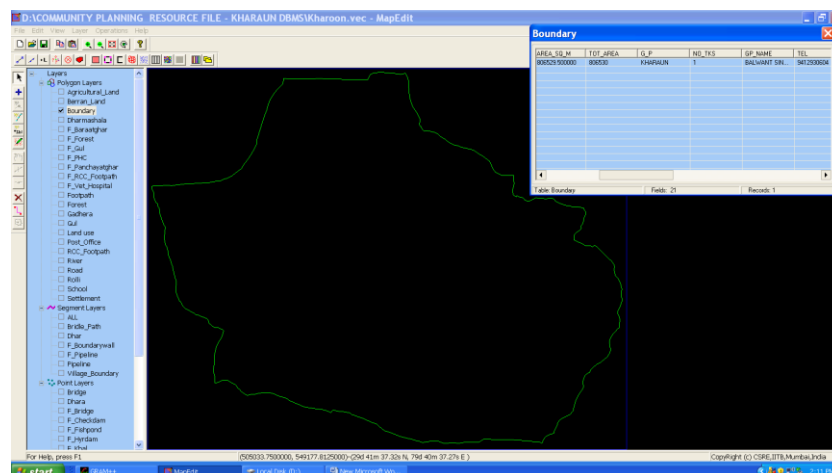 D:\COMMUNITY PLANNING RESOURCE FILE - KHARAUN DBMS\Kharoon.vec - MapEdit
File Edit View Layer Operations Help
Layers
Polygon Layers
Agricultural_Land
Berran_Land
Boundary
Dharmashala
F_Baraatghar
F_Forest
F_Gul
F_PHC
F_Panchayatghar
F_RCC_Footpath
F_Vet_Hospital
Footpath
Forest
Gadhera
Gul
Land use
Post_Office
RCC_Footpath
River
Road
School
Settlement
Segment Layers
ALL
Bridle_Path
Dhar
F_Boundarywall
F_Pipeline
Pipeline
Village_Boundary
Point Layers
Bridge
Dhara
F_Bridge
F_Checkdam
F_Fishpond
F_Hyrdam
Boundary
AREA_SQ_M TOT_AREA G_P NO_TKS GP_NAME TEL
806529.500000 806530 KHARAUN 1 BALWANT SIN... 9412930604
Table: Boundary Fields: 21 Records: 1
For Help, press F1
(505033.7500000, 549177.8125000)-(29d 41m 37.32s N, 79d 40m 37.27s E )
CopyRight (c) CSRE,IITB,Mumbai,India
start
MapEdit
Local Disk (D:)
New Microsoft Wo...
2:11 PM